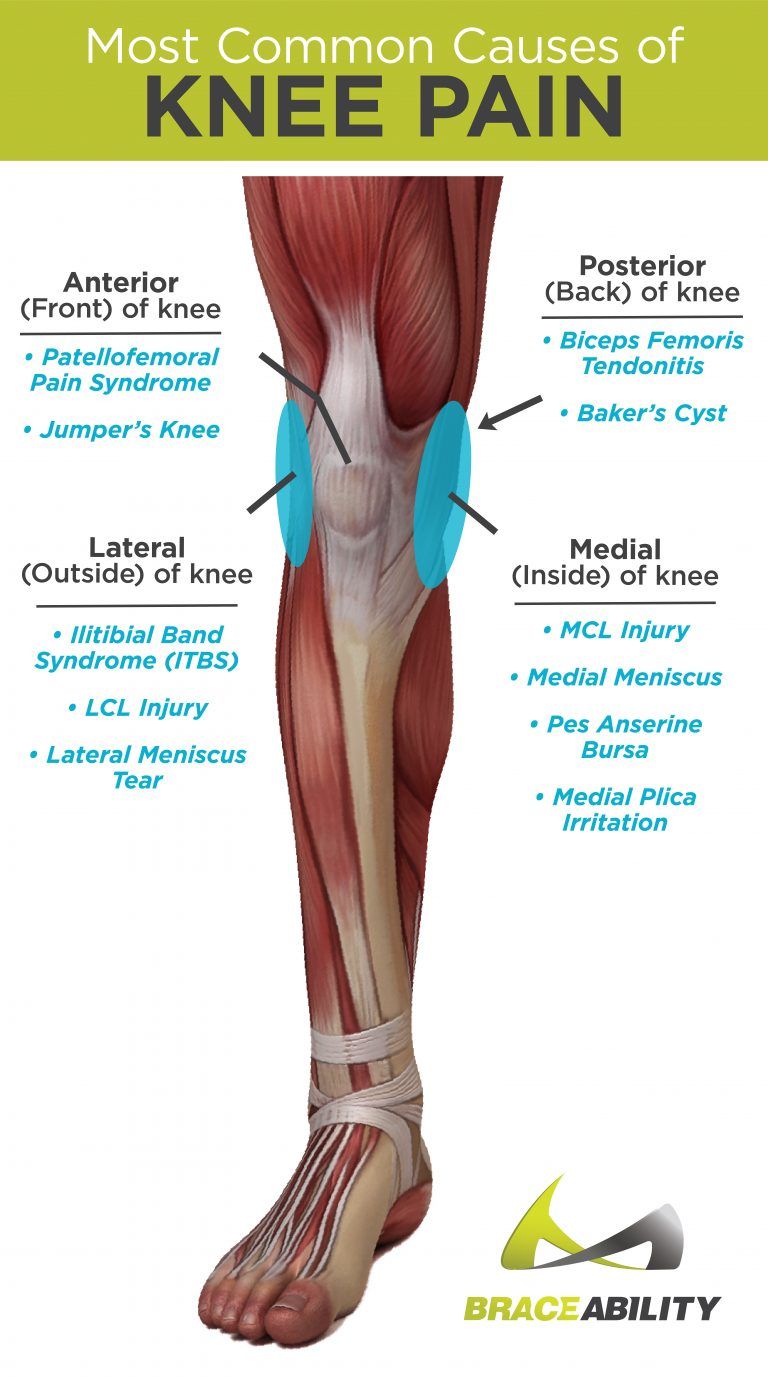 Most Common Causes of
KNEE PAIN
Anterior
(Front) of knee
• Patellofemoral
Pain Syndrome
• Jumper's Knee
Posterior
(Back) of knee
• Biceps Femoris
Tendonitis
• Baker's Cyst
Lateral
(Outside) of knee
• Ilitibial Band
Syndrome (ITBS)
• LCL Injury
• Lateral Meniscus
Tear
Medial
(Inside) of knee
• MCL Injury
• Medial Meniscus
• Pes Anserine
Bursa
• Medial Plica
Irritation
BRACEABILITY